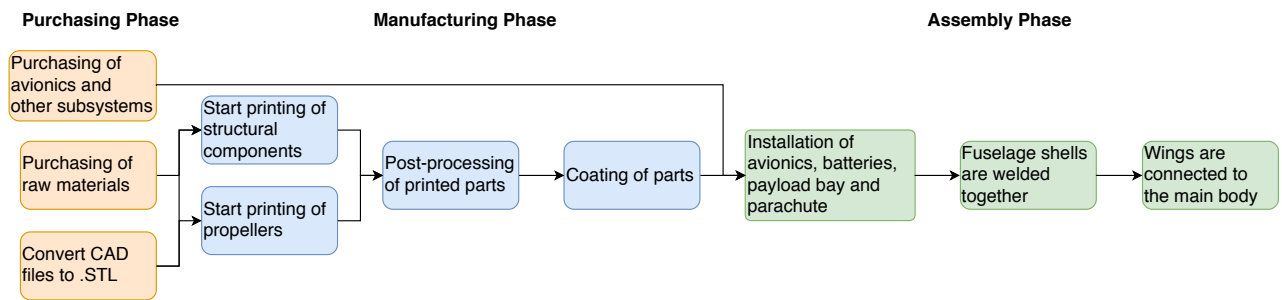 Purchasing Phase
Manufacturing Phase
Assembly Phase
Purchasing of
avionics and
other subsystems
Purchasing of
raw materials
Convert CAD
files to .STL
Start printing of
structural
components
Start printing of
propellers
Post-processing
of printed parts
Coating of parts
Installation of
avionics, batteries,
payload bay and
parachute
Fuselage shells
are welded
together
Wings are
connected to
the main body